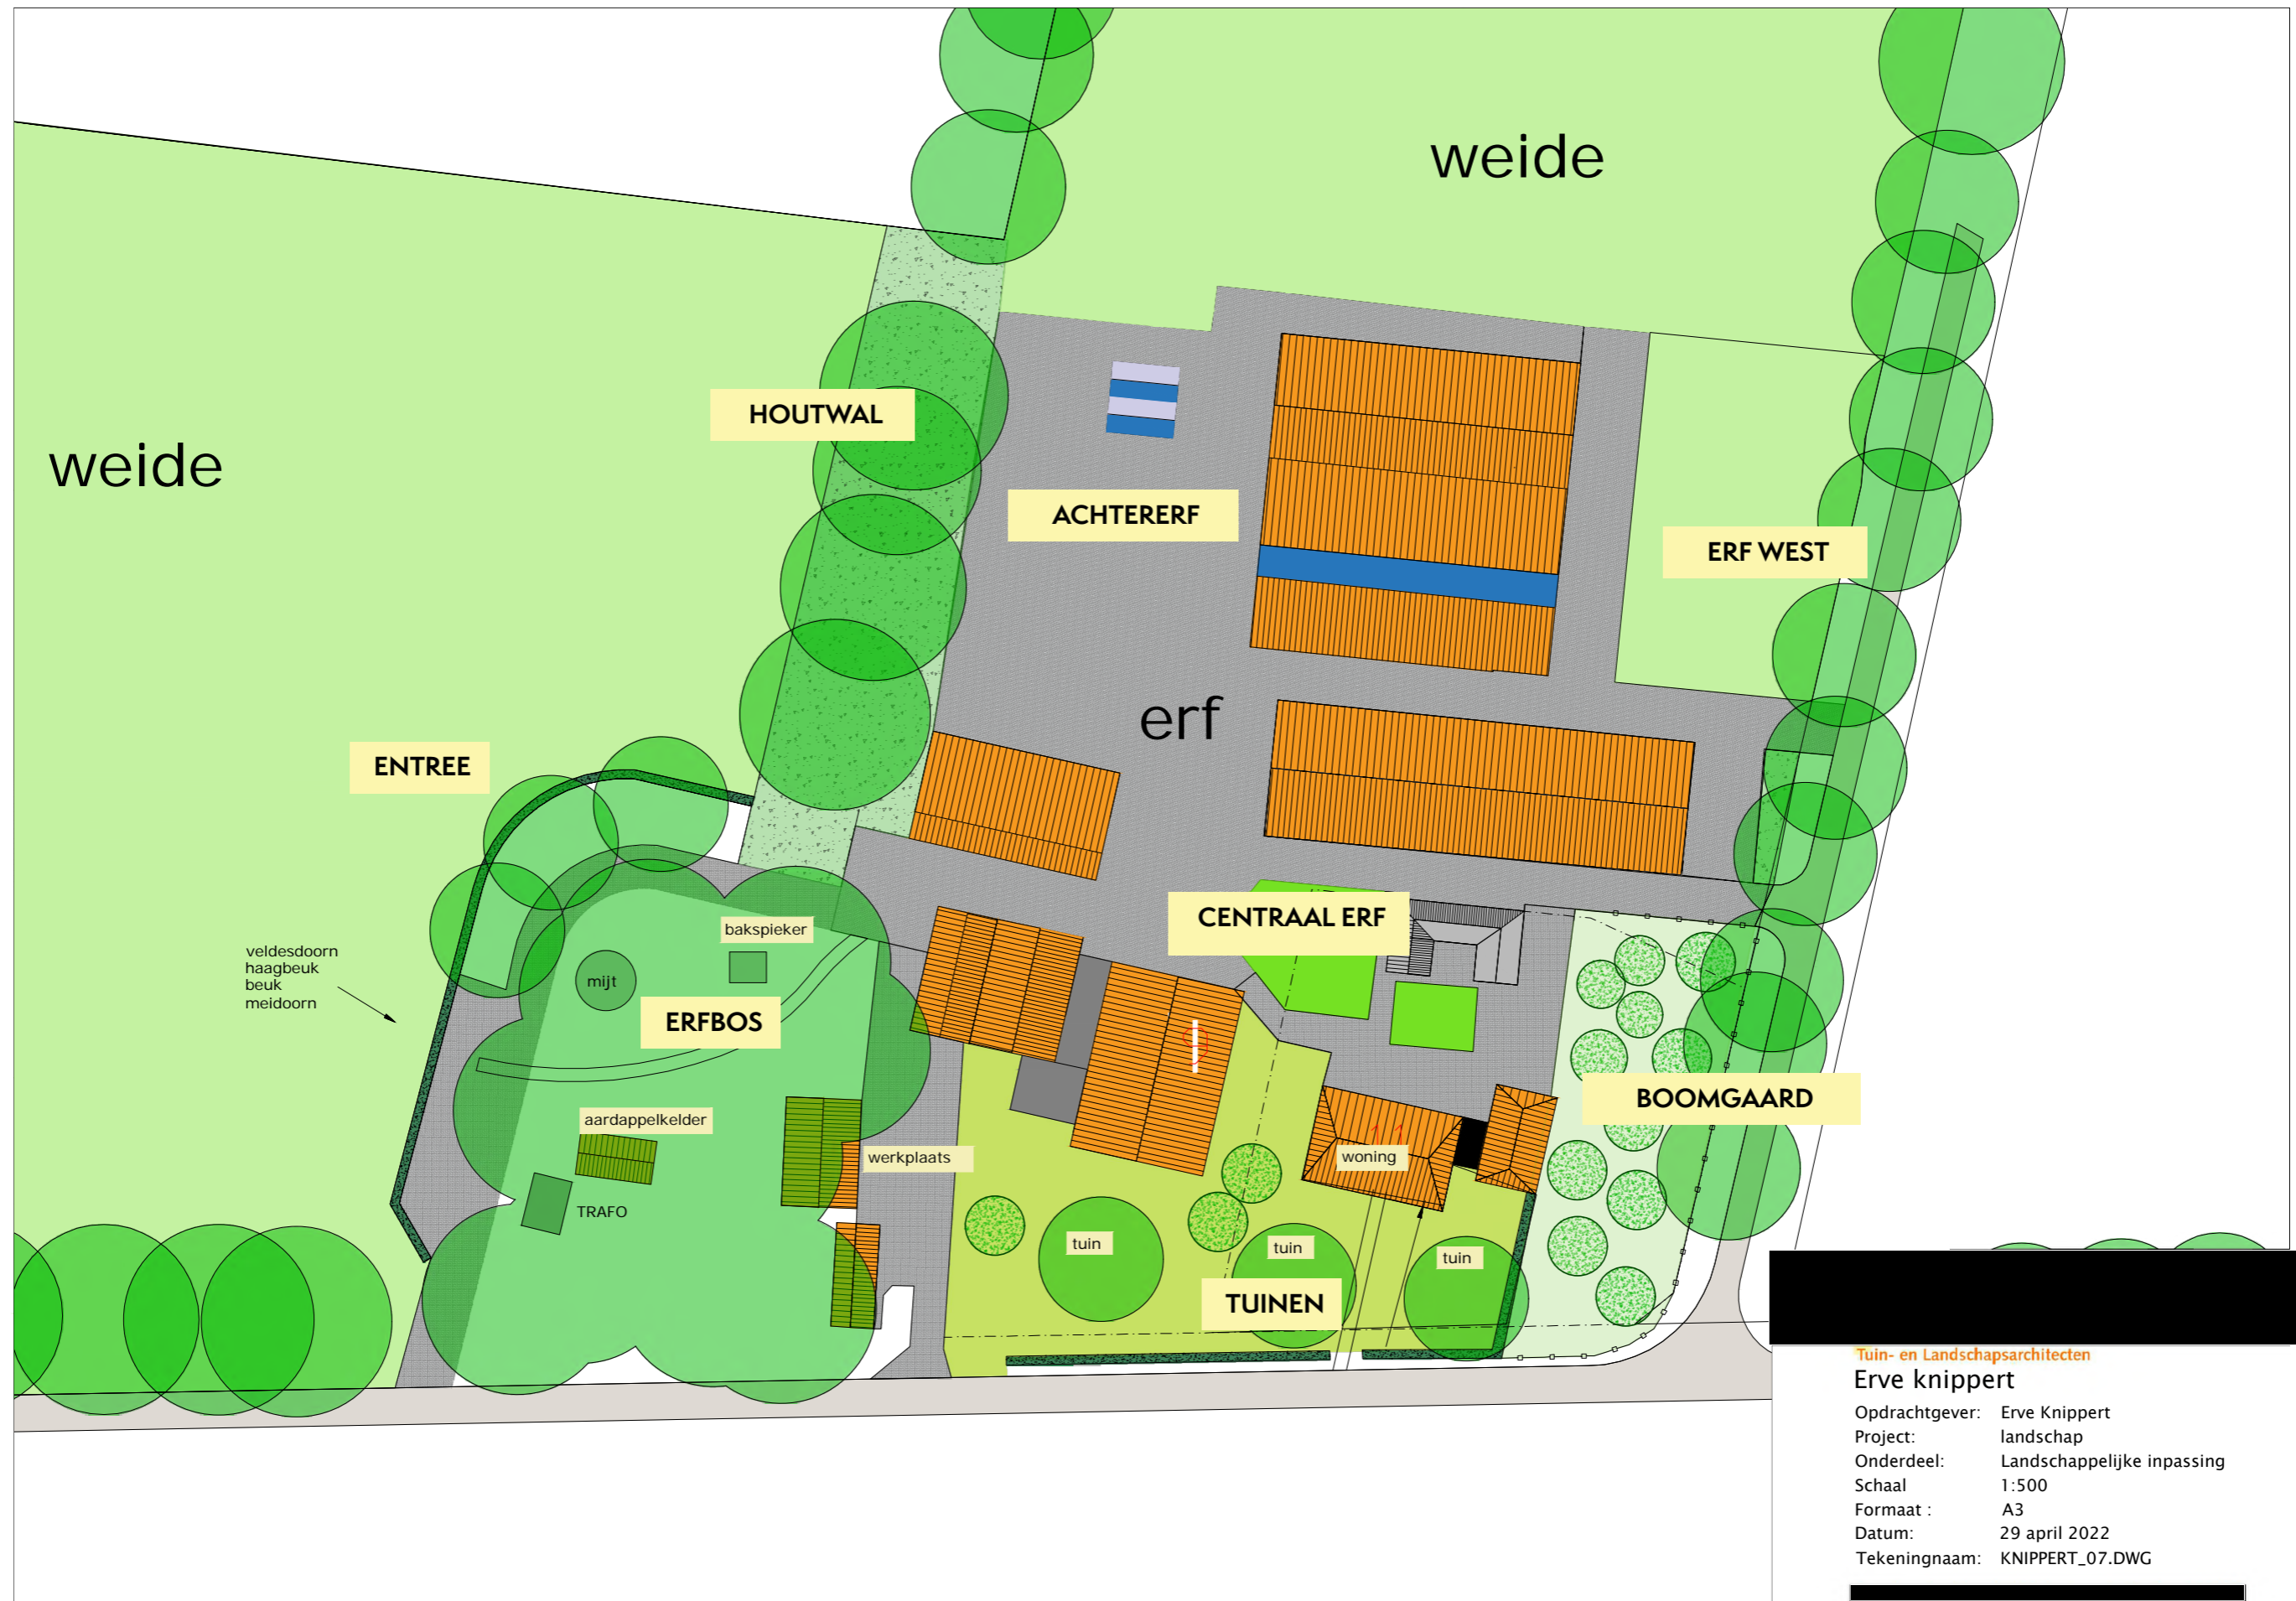 weide
weide
HOUTWAL
ACHTERERF
ERF WEST
erf
ENTREE
CENTRAAL ERF
bakspieker
veldesdoorn
haagbeuk
beuk
meidoorn
mijt
ERFBOS
BOOMGAARD
aardappelkelder
werkplaats
woning
TRAFO
tuin
tuin
tuin
TUINEN
9
11
Tuin- en Landschapsarchitecten
Erve knippert
Opdrachtgever: Erve Knippert
Project: landschap
Onderdeel: Landschappelijke inpassing
Schaal 1:500
Formaat : A3
Datum: 29 april 2022
Tekeningnaam: KNIPPERT_07.DWG